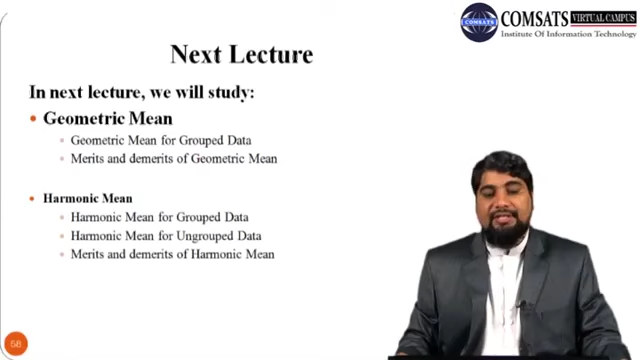 COMSATS VIRTUAL CAMPUS
Institute Of Information Technology
COMSATS
Next Lecture
In next lecture, we will study:
Geometric Mean
Geometric Mean for Grouped Data
Merits and demerits of Geometric Mean
Harmonic Mean
Harmonic Mean for Grouped Data
Harmonic Mean for Ungrouped Data
Merits and demerits of Harmonic Mean
58